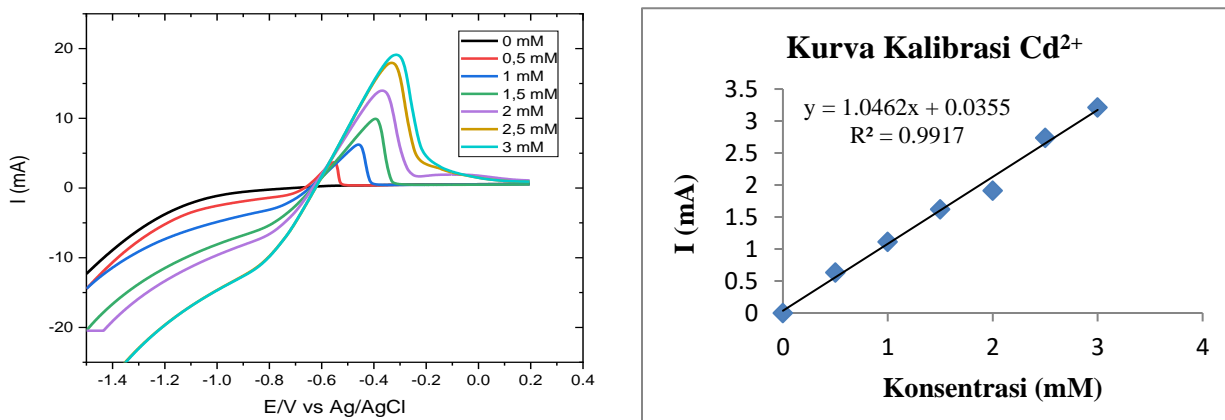 20
10
0
-10
-20
I (mA)
-1.4
-1.2
-1.0
-0.8
-0.6
-0.4
-0.2
0.0
0.2
E/V vs Ag/AgCl
0 mM
0,5 mM
1 mM
1,5 mM
2 mM
2,5 mM
3 mM
Kurva Kalibrasi Cd²⁺
y = 1.0462x + 0.0355
R² = 0.9917
3.5
3
2.5
2
1.5
1
0.5
0
I (mA)
0
1
2
3
4
Konsentrasi (mM)